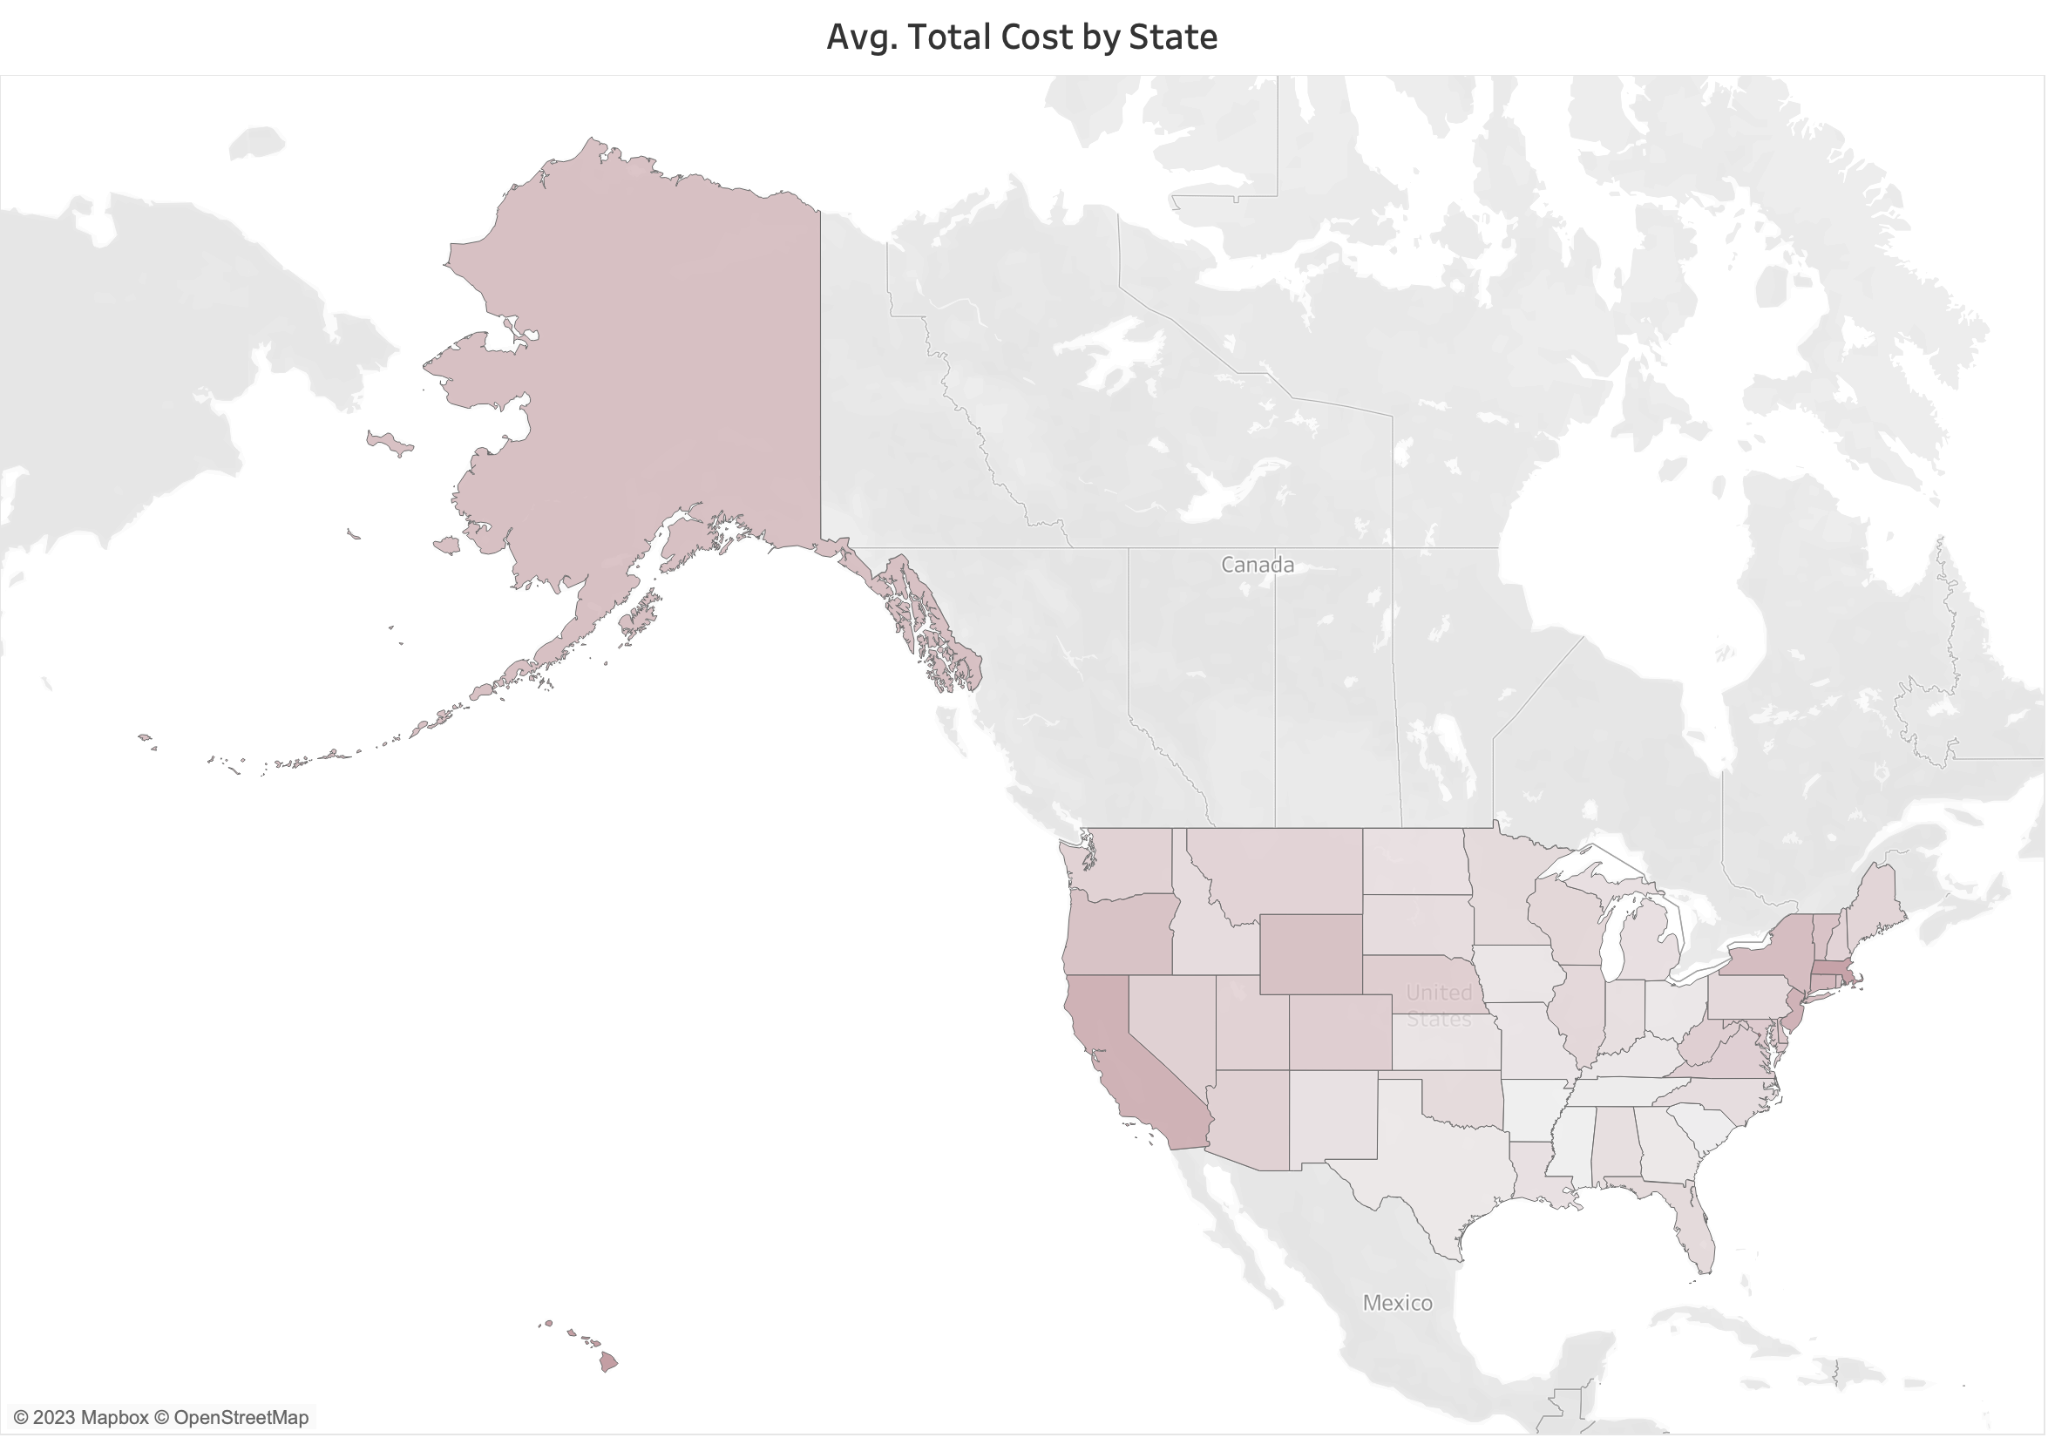 Avg. Total Cost by State
Canada
United
States
Mexico
© 2023 Mapbox © OpenStreetMap